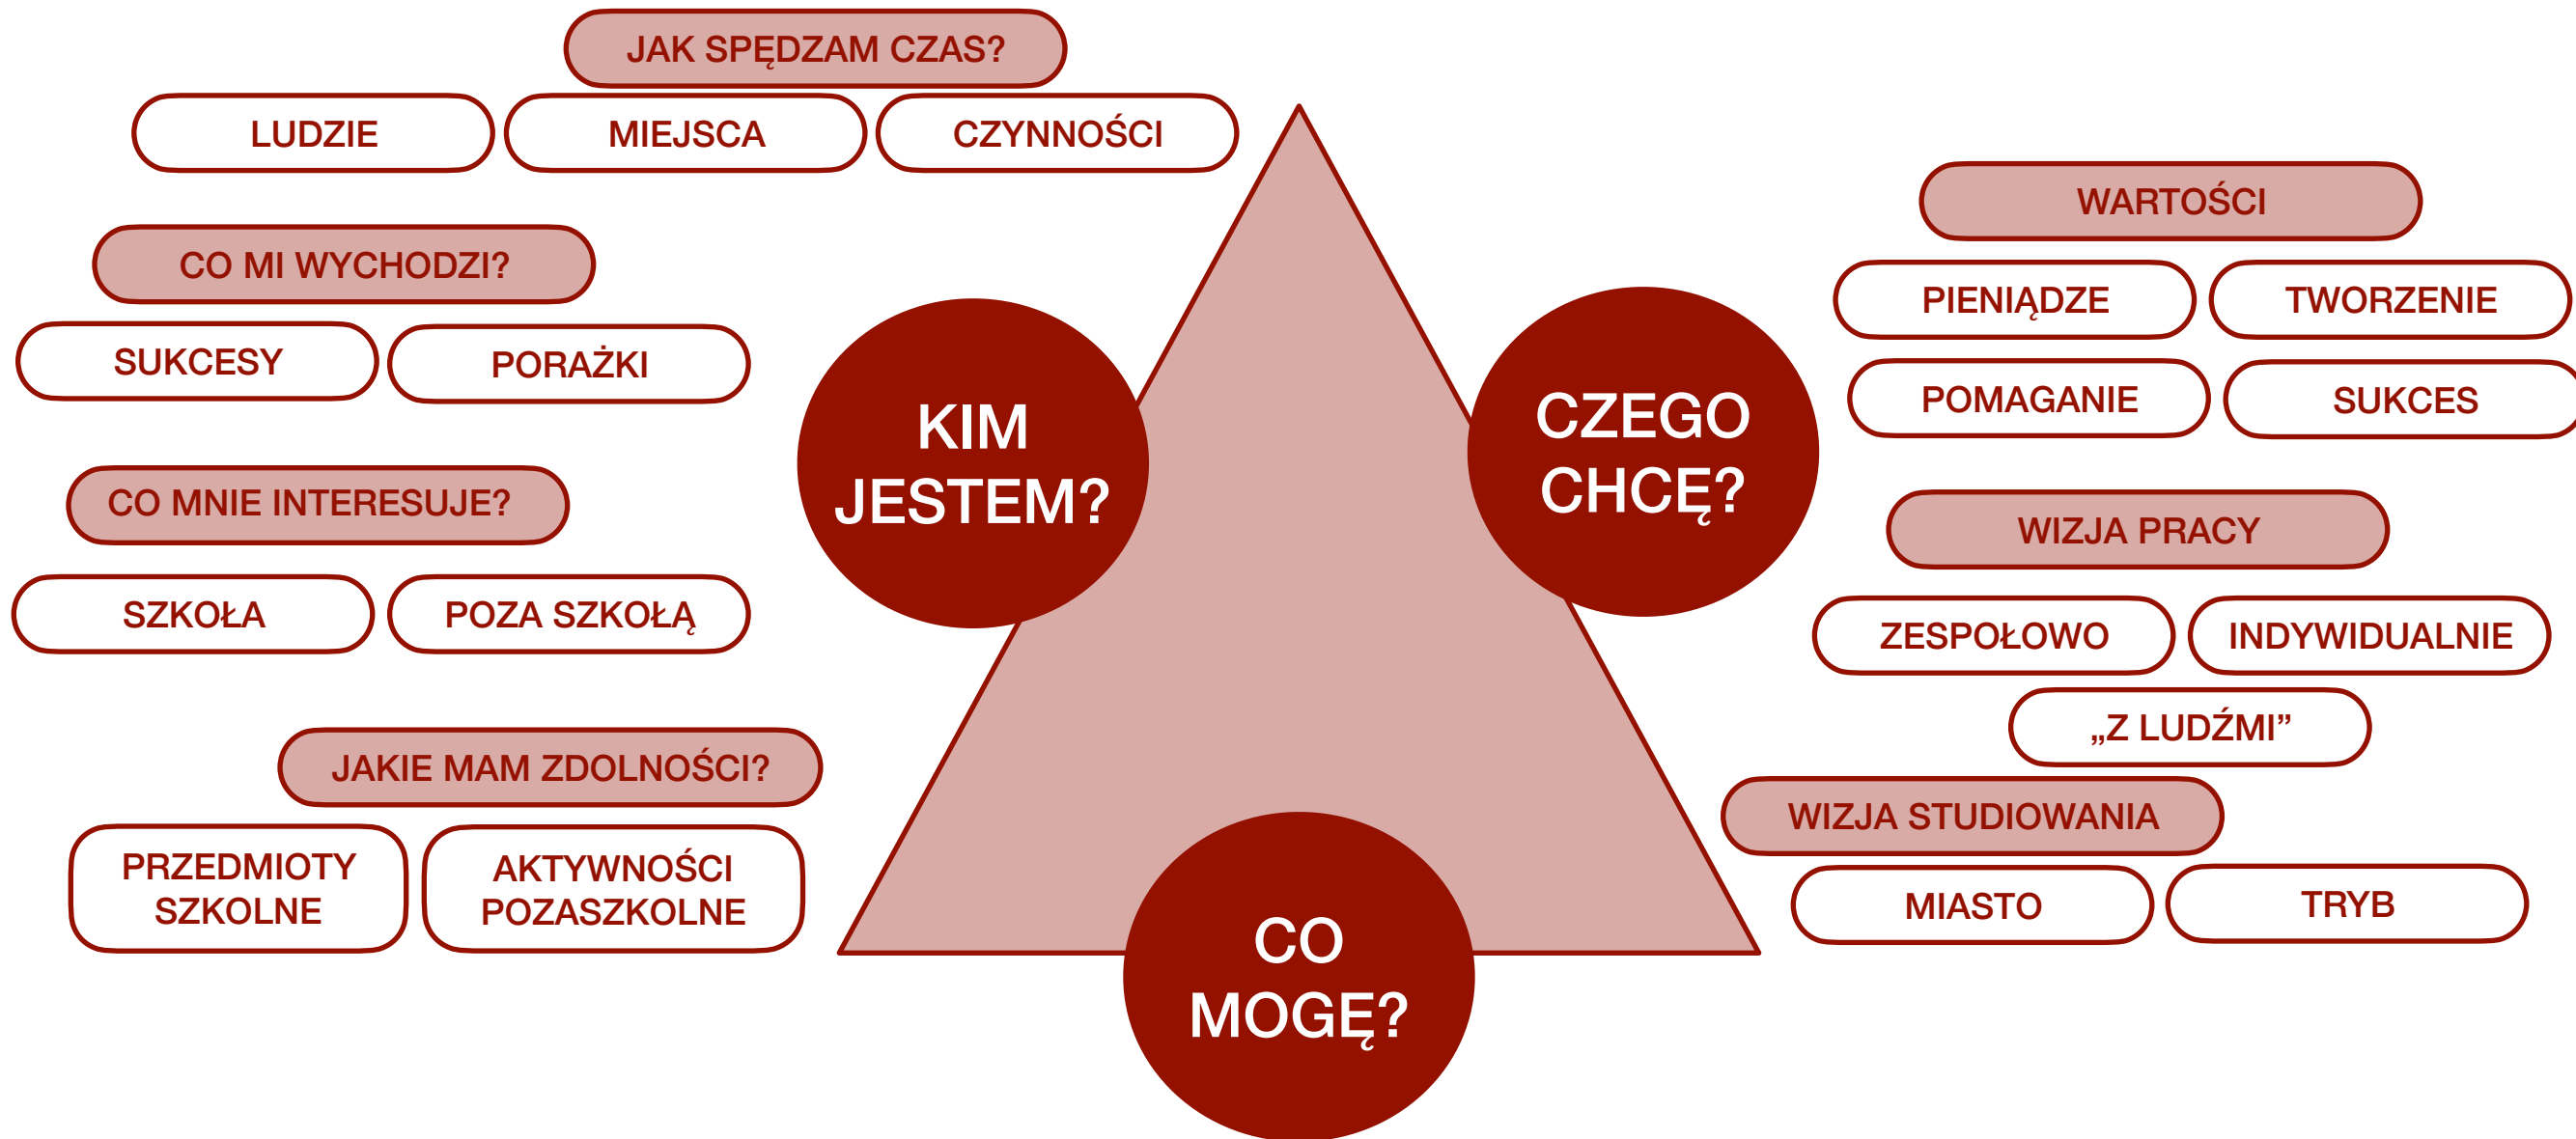 JAK SPĘDZAM CZAS?
LUDZIE
MIEJSCA
CZYNNOŚCI
CO MI WYCHODZI?
SUKCESY
PORAŻKI
CO MNIE INTERESUJE?
SZKOŁA
POZA SZKOŁĄ
JAKIE MAM ZDOLNOŚCI?
PRZEDMIOTY
SZKOLNE
AKTYWNOŚCI
POZASZKOLNE
KIM
JESTEM?
CZEGO
CHCĘ?
CO
MOGĘ?
WARTOŚCI
PIENIĄDZE
TWORZENIE
POMAGANIE
SUKCES
WIZJA PRACY
ZESPOŁOWO
INDYWIDUALNIE
„Z LUDŹMI”
WIZJA STUDIOWANIA
MIASTO
TRYB